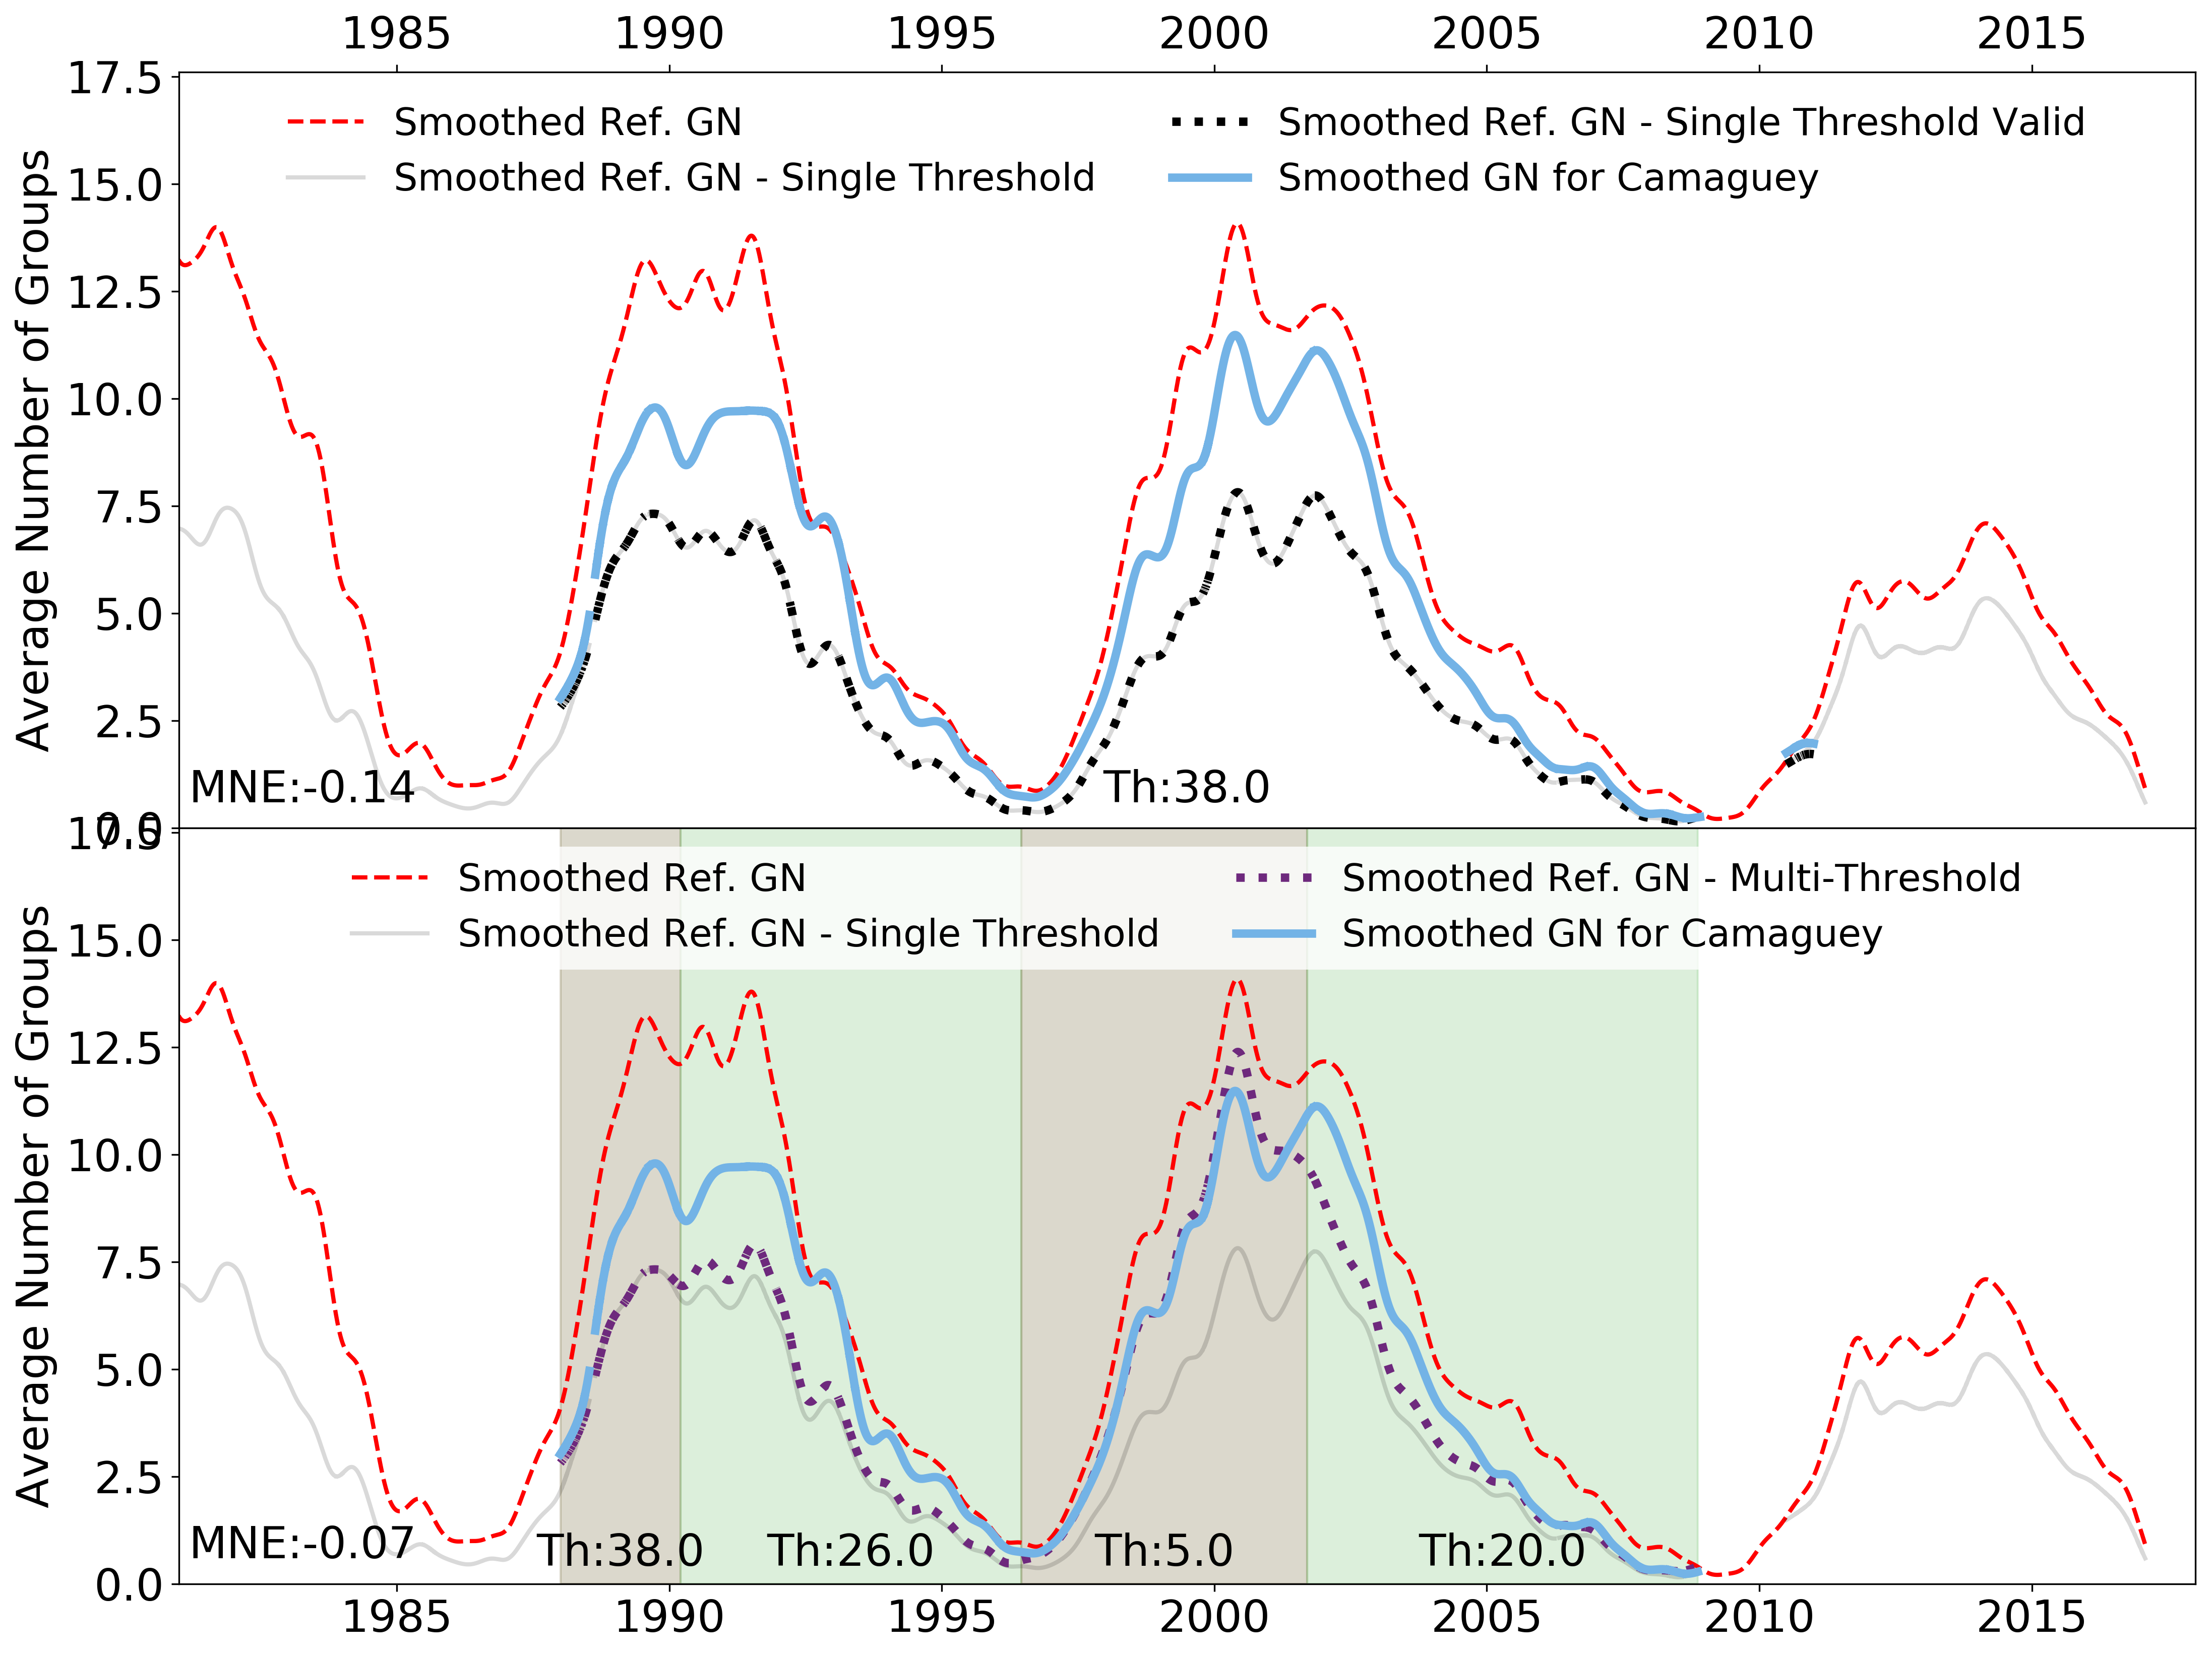 1985 1990 1995 2000 2005 2010 2015
17.5
Smoothed Ref. GN
Smoothed Ref. GN - Single Threshold
Smoothed Ref. GN - Single Threshold Valid
Smoothed GN for Camaguey
15.0
12.5
10.0
7.5
5.0
2.5
0.0
Average Number of Groups
MNE:-0.14
Th:38.0
17.5
Smoothed Ref. GN
Smoothed Ref. GN - Single Threshold
Smoothed Ref. GN - Multi-Threshold
Smoothed GN for Camaguey
15.0
12.5
10.0
7.5
5.0
2.5
0.0
Average Number of Groups
MNE:-0.07
Th:38.0
Th:26.0
Th:5.0
Th:20.0
1985 1990 1995 2000 2005 2010 2015